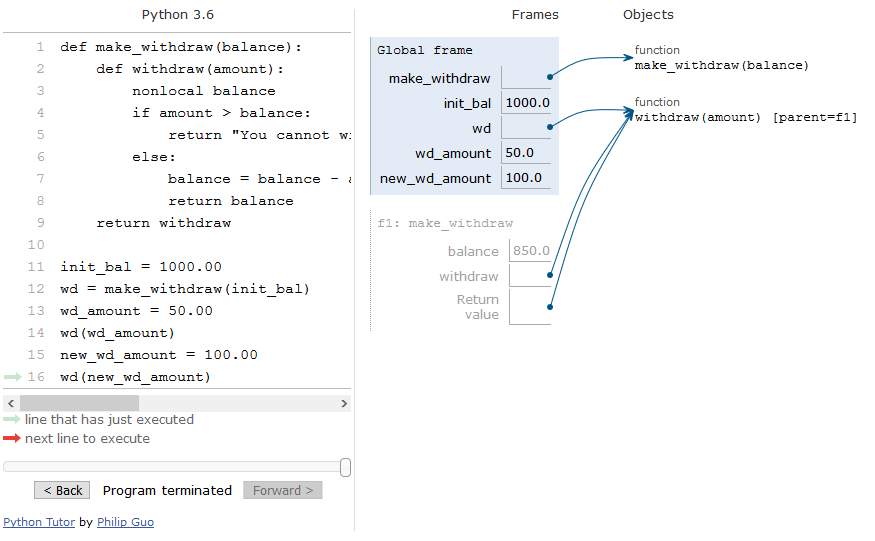 Python 3.6
1 def make_withdraw(balance):
2 def withdraw(amount):
3 nonlocal balance
4 if amount > balance:
5 return "You cannot
6 else:
7 balance = balance -
8 return balance
9 return withdraw
10
11 init_bal = 1000.00
12 wd = make_withdraw(init_bal)
13 wd_amount = 50.00
14 wd(wd_amount)
15 new_wd_amount = 100.00
16 wd(new_wd_amount)
line that has just executed
next line to execute
< Back Program terminated Forward >
Python Tutor by Philip Guo
Frames Objects
Global frame
make_withdraw
init_bal 1000.0
wd
wd_amount 50.0
new_wd_amount 100.0
f1: make_withdraw
balance 850.0
withdraw
Return
value
function
make_withdraw(balance)
function
withdraw(amount) [parent=f1]